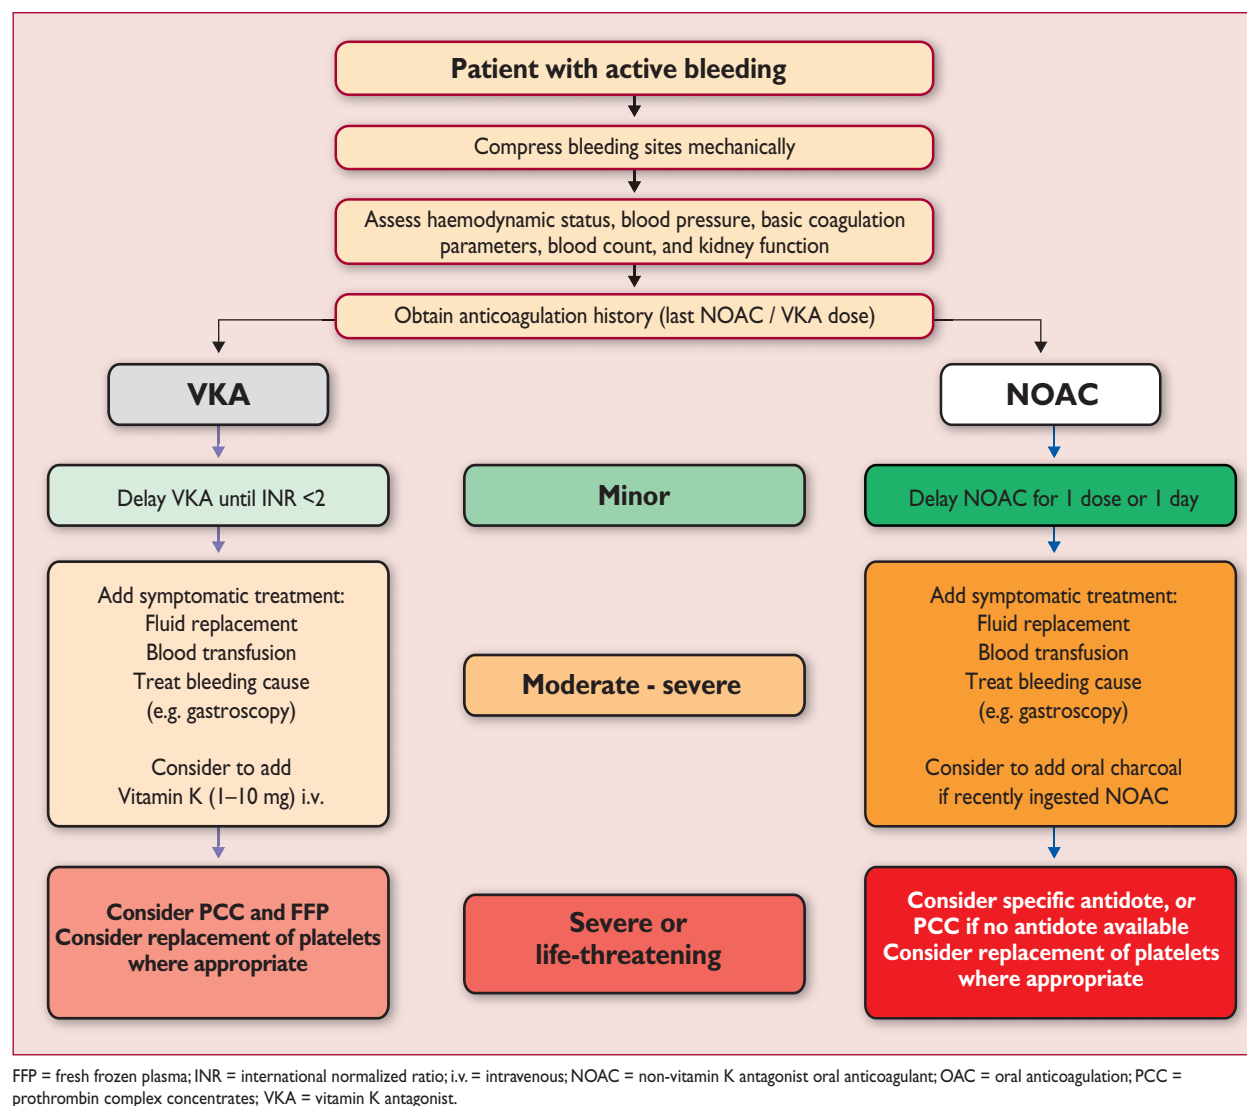 Patient with active bleeding
Compress bleeding sites mechanically
Assess haemodynamic status, blood pressure, basic coagulation
parameters, blood count, and kidney function
Obtain anticoagulation history (last NOAC / VKA dose)
VKA
NOAC
Delay VKA until INR <2
Minor
Delay NOAC for 1 dose or 1 day
Add symptomatic treatment:
Fluid replacement
Blood transfusion
Treat bleeding cause
(e.g. gastroscopy)
Consider to add
Vitamin K (1–10 mg) i.v.
Moderate - severe
Add symptomatic treatment:
Fluid replacement
Blood transfusion
Treat bleeding cause
(e.g. gastroscopy)
Consider to add oral charcoal
if recently ingested NOAC
Consider PCC and FFP
Consider replacement of platelets
where appropriate
Severe or
life-threatening
Consider specific antidote, or
PCC if no antidote available
Consider replacement of platelets
where appropriate
FFP = fresh frozen plasma; INR = international normalized ratio; i.v. = intravenous; NOAC = non-vitamin K antagonist oral anticoagulant; OAC = oral anticoagulation; PCC =
prothrombin complex concentrates; VKA = vitamin K antagonist.